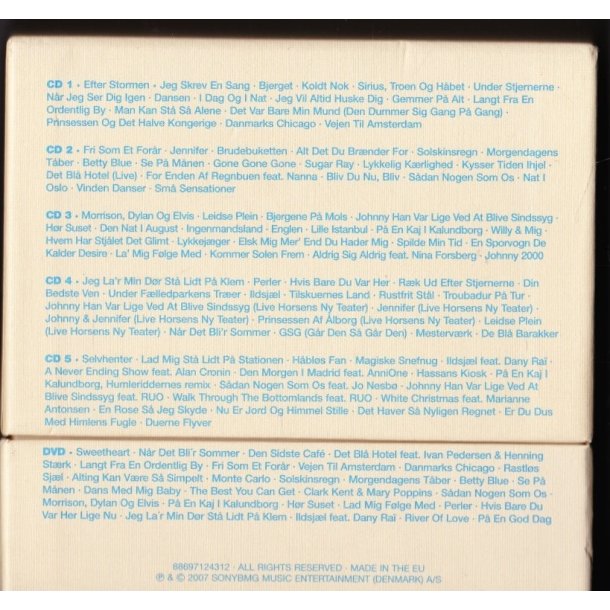 CD 1 · Efter Stormen · Jeg Skrev En Sang · Bjerget · Koldt Nok · Sirius, Troen Og Håbet · Under Stjernerne ·
Når Jeg Ser Dig Igen · Dansen · I Dag Og I Nat · Jeg Vil Altid Huske Dig · Gemmer På Alt · Langt Fra En
Ordentlig By · Man Kan Stå Så Alene · Det Var Bare Min Mund (Den Dummer Sig Gang På Gang) ·
Prinsessen Og Det Halve Kongerige · Danmarks Chicago · Vejen Til Amsterdam
CD 2 · Fri Som Et Forår · Jennifer · Brudebuketten · Alt Det Du Brænder For · Solskinsregn · Morgendagens
Tåber · Betty Blue · Se På Månen · Gone Gone Gone · Sugar Ray · Lykkelig Kærlighed · Kysser Tiden Ihjel ·
Det Blå Hotel (Live) · For Enden Af Regnbuen feat. Nanna · Bliv Du Nu, Bliv · Sådan Nogen Som Os · Nat I
Oslo · Vinden Danser · Små Sensationer
CD 3 · Morrison, Dylan Og Elvis · Leidse Plein · Bjergene På Mols · Johnny Han Var Lige Ved At Blive Sindssyg ·
Hør Suset · Den Nat I August · Ingenmandsland · Englen · Lille Istanbul · På En Kaj I Kalundborg · Willy & Mig ·
Hvem Har Stjålet Det Glimt · Lykkejæger · Elsk Mig Mer' End Du Hader Mig · Spilde Min Tid · En Sporvogn De
Kalder Desire · La' Mig Følge Med · Kommer Solen Frem · Aldrig Sig Aldrig feat. Nina Forsberg · Johnny 2000
CD 4 · Jeg La'r Min Dør Stå Lidt På Klem · Perler · Hvis Bare Du Var Her · Ræk Ud Efter Stjernerne · Din
Bedste Ven · Under Fælledparkens Træer · Ildsjæl · Tilskuernes Land · Rustfrit Stål · Troubadur På Tur ·
Johnny Han Var Lige Ved At Blive Sindssyg (Live Horsens Ny Teater) · Jennifer (Live Horsens Ny Teater) ·
Johnny & Jennifer (Live Horsens Ny Teater) · Prinsessen Af Ålborg (Live Horsens Ny Teater) · Leidse Plein
(Live Horsens Ny Teater) · Når Det Bli'r Sommer · GSG (Går Den Så Går Den) · Mesterværk · De Blå Barakker
CD 5 · Selvhenter · Lad Mig Stå Lidt På Stationen · Håbløs Fan · Magiske Snefnug · Ildsjæl feat. Dany Raí ·
A Never Ending Show feat. Alan Cronin · Den Morgen I Madrid feat. AnniOne · Hassans Kiosk · På En Kaj I
Kalundborg, Humleriddernes remix · Sådan Nogen Som Os feat. Jo Nesbø · Johnny Han Var Lige Ved At
Blive Sindssyg feat. RUO · Walk Through The Bottomlands feat. RUO · White Christmas feat. Marianne
Antonsen · En Rose Så Jeg Skyde · Nu Er Jord Og Himmel Stille · Det Haver Så Nyligen Regnet · Er Du Dus
Med Himlens Fugle · Duerne Flyver
DVD · Sweetheart · Når Det Bli'r Sommer · Den Sidste Café · Det Blå Hotel feat. Ivan Pedersen & Henning
Stærk · Langt Fra En Ordentlig By · Fri Som Et Forår · Vejen Til Amsterdam · Danmarks Chicago · Rastløs
Sjæl · Alting Kan Være Så Simpelt · Monte Carlo · Solskinsregn · Morgendagens Tåber · Betty Blue · Se På
Månen · Dans Med Mig Baby · The Best You Can Get · Clark Kent & Mary Poppins · Sådan Nogen Som Os ·
Morrison, Dylan Og Elvis · På En Kaj I Kalundborg · Hør Suset · Lad Mig Følge Med · Perler · Hvis Bare Du
Var Her Lige Nu · Jeg La'r Min Dør Stå Lidt På Klem · Ildsjæl feat. Dany Raí · River Of Love · På En God Dag
88697124312 · ALL RIGHTS RESERVED · MADE IN THE EU
℗ & © 2007 SONYBMG MUSIC ENTERTAINMENT (DENMARK) A/S